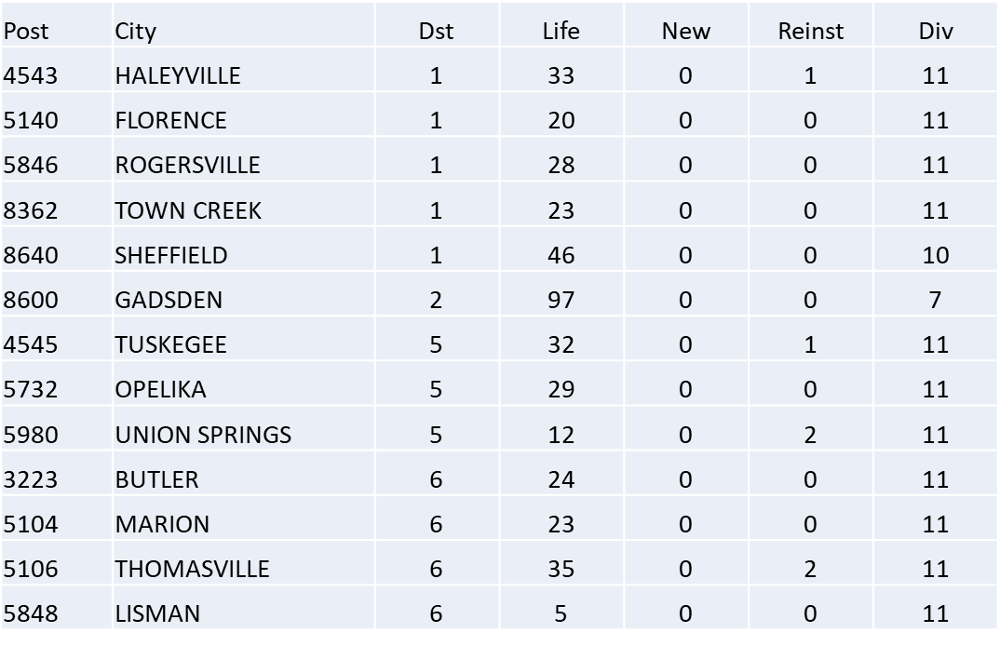 Post City Dst Life New Reinst Div
4543 HALEYVILLE 1 33 0 1 11
5140 FLORENCE 1 20 0 0 11
5846 ROGERSVILLE 1 28 0 0 11
8362 TOWN CREEK 1 23 0 0 11
8640 SHEFFIELD 1 46 0 0 10
8600 GADSDEN 2 97 0 0 7
4545 TUSKEGEE 5 32 0 1 11
5732 OPELIKA 5 29 0 0 11
5980 UNION SPRINGS 5 12 0 2 11
3223 BUTLER 6 24 0 0 11
5104 MARION 6 23 0 0 11
5106 THOMASVILLE 6 35 0 2 11
5848 LISMAN 6 5 0 0 11